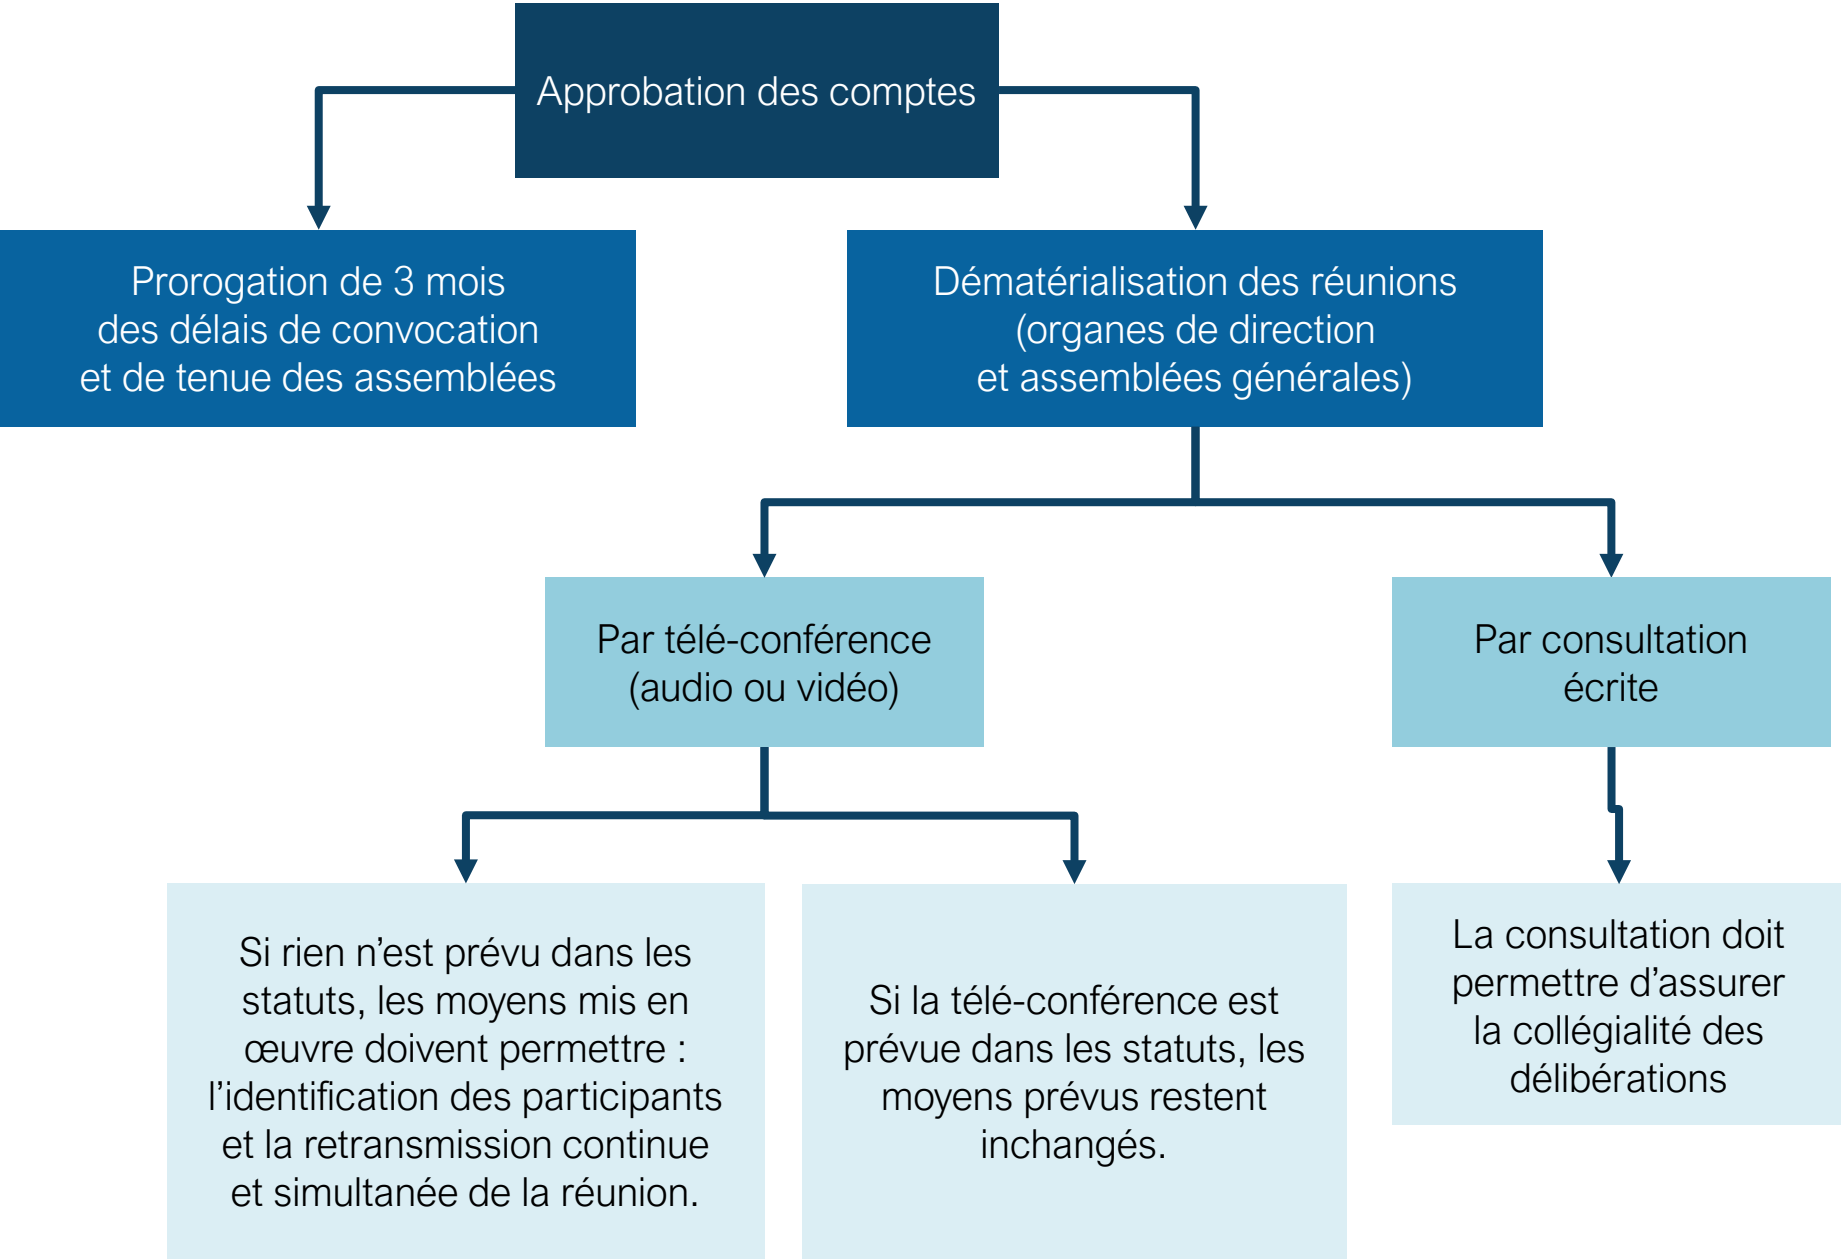 Approbation des comptes
Prorogation de 3 mois
des délais de convocation
et de tenue des assemblées
Dématérialisation des réunions
(organes de direction
et assemblées générales)
Par télé-conférence
(audio ou vidéo)
Par consultation
écrite
Si rien n’est prévu dans les
statuts, les moyens mis en
œuvre doivent permettre :
l’identification des participants
et la retransmission continue
et simultanée de la réunion.
Si la télé-conférence est
prévue dans les statuts, les
moyens prévus restent
inchangés.
La consultation doit
permettre d’assurer
la collégialité des
délibérations